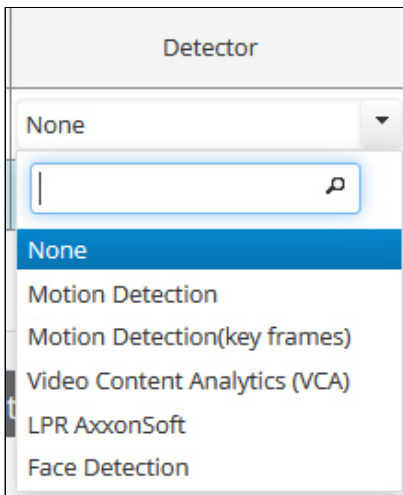 Detector
None
None
Motion Detection
Motion Detection(key frames)
Video Content Analytics (VCA)
LPR AxxonSoft
Face Detection